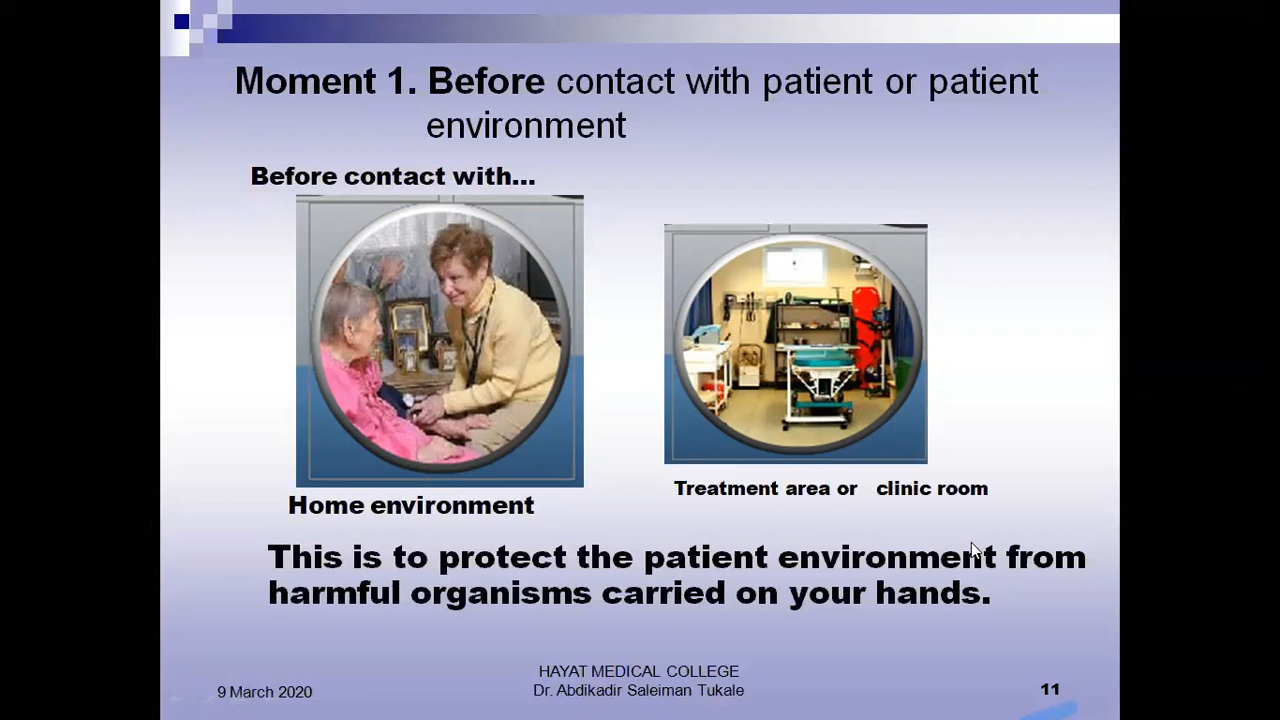 Moment 1. Before contact with patient or patient
environment
Before contact with...
Home environment
Treatment area or clinic room
This is to protect the patient environment from
harmful organisms carried on your hands.
9 March 2020
HAYAT MEDICAL COLLEGE
Dr. Abdikadir Saleiman Tukale
11